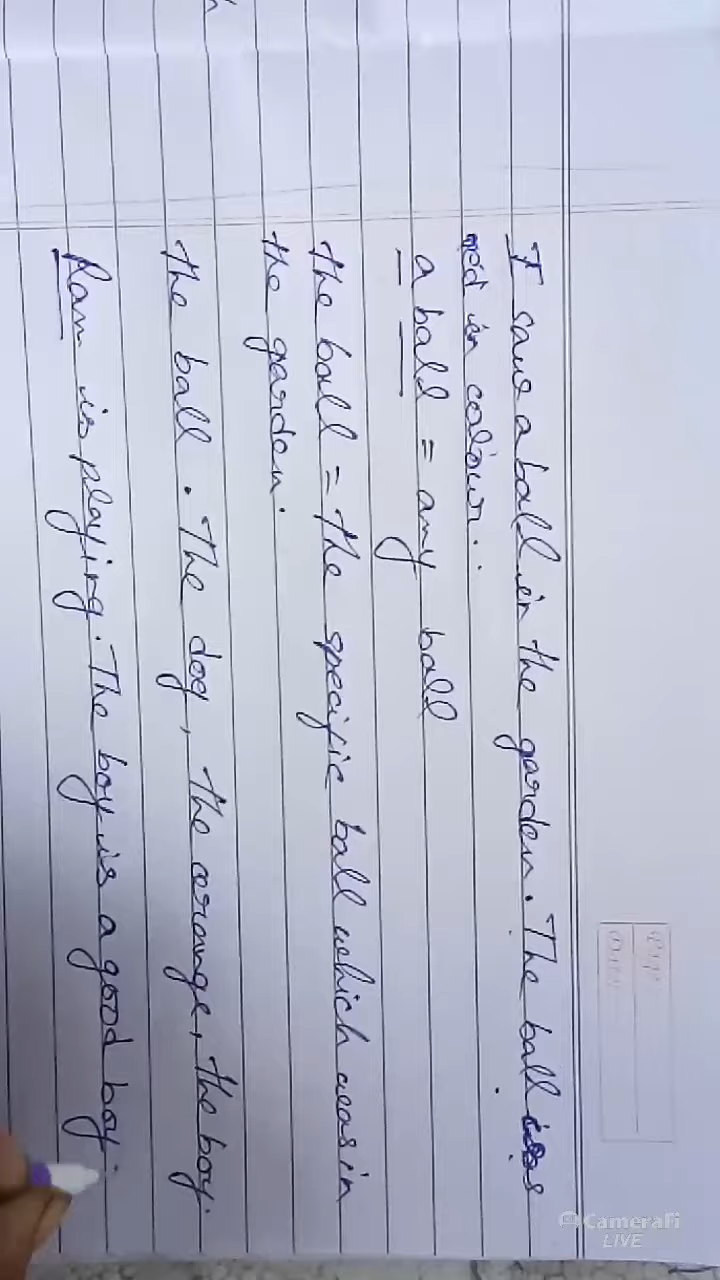 I saw a ball in the garden. The ball was
red in colour.
a ball = any ball
the ball = the specific ball which was in
the garden.
The ball. The dog, the orange, the boy.
Ram is playing. The boy is a good boy.
CameraFi
LIVE